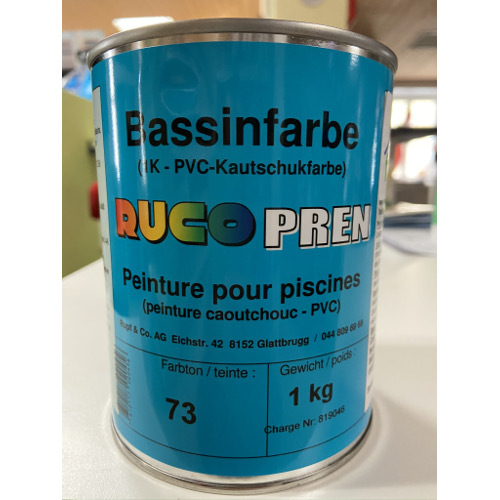 Bassinfarbe
(1K - PVC-Kautschukfarbe)
RUCO PREN
Peinture pour piscines
(peinture caoutchouc - PVC)
Rupf & Co. AG Eichstr. 42 8152 Glattbrugg / 044 809 69 69
Farbton / teinte :
73
Gewicht / poids :
1 kg
Charge Nr: 819046